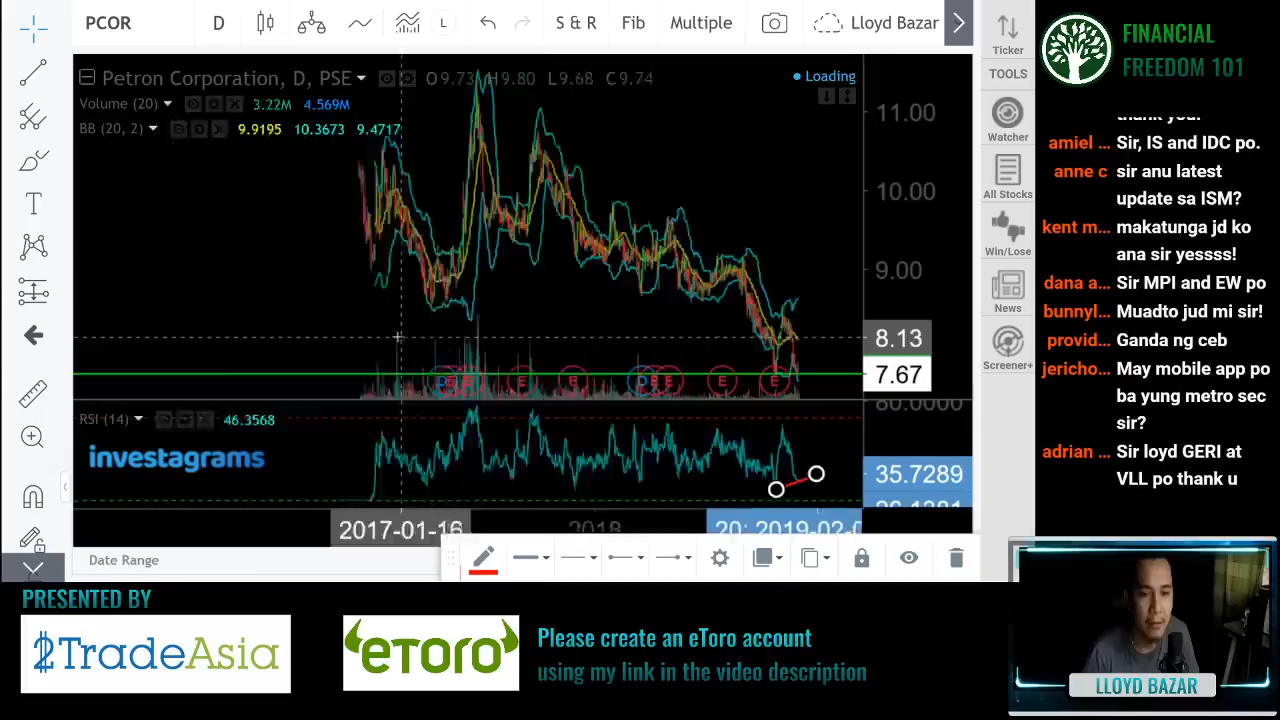 PCOR
D
L
S & R
Fib
Multiple
Lloyd Bazar
Petron Corporation, D, PSE
O9.73 H9.80 L9.68 C9.74
Loading
Volume (20)
3.22M 4.569M
BB (20, 2)
9.9195 10.3673 9.4717
11.00
10.00
9.00
8.13
7.67
D
E
E
E
E
D
E
E
E
E
RSI (14)
46.3568
80.0000
investagrams
35.7289
2017-01-16
2018
2019-02-0
Date Range
Ticker
TOOLS
Watcher
All Stocks
Win/Lose
News
Screener+
FINANCIAL
FREEDOM 101
thank you!
amiel ... Sir, IS and IDC po.
anne c sir anu latest
update sa ISM?
kent m... makatunga jd ko
ana sir yessss!
dana a... Sir MPI and EW po
bunnyl... Muadto jud mi sir!
provid... Ganda ng ceb
jericho... May mobile app po
ba yung metro sec
sir?
adrian ... Sir loyd GERI at
VLL po thank u
PRESENTED BY
2TradeAsia
eToro
Please create an eToro account
using my link in the video description
LLOYD BAZAR